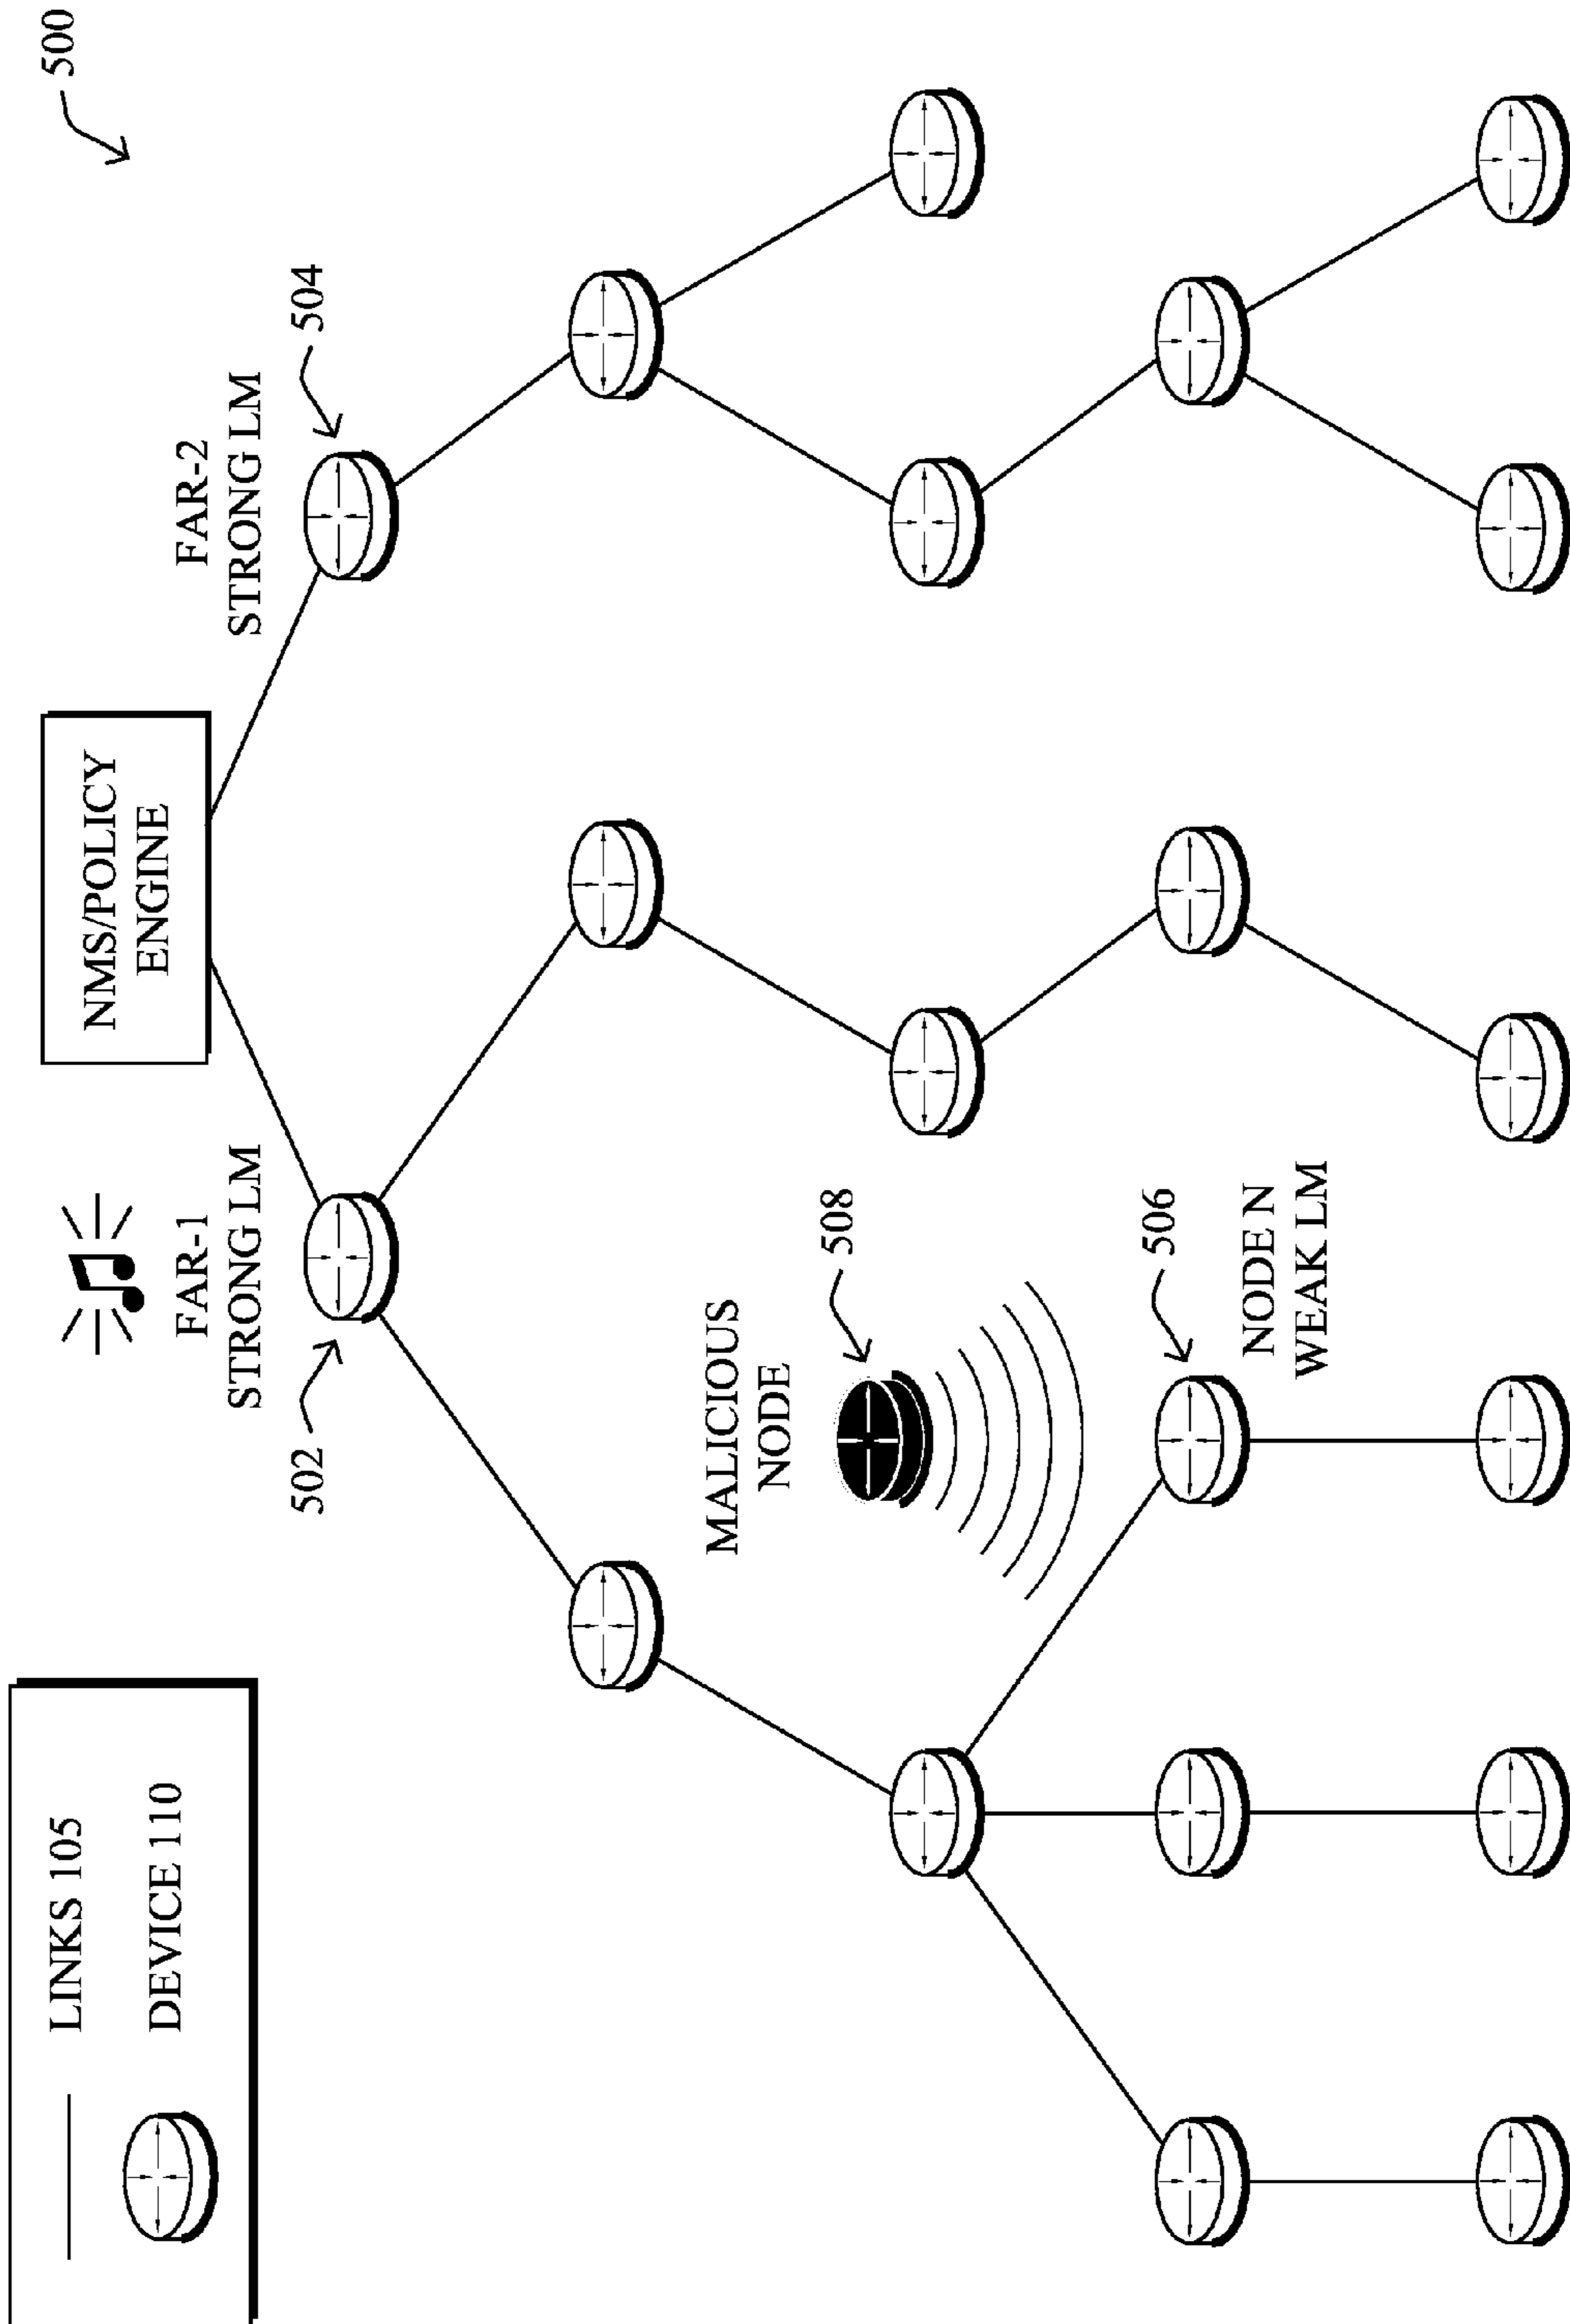 LINKS 105
DEVICE 110
500
NMS/POLICY
ENGINE
FAR-1
STRONG LM
502
FAR-2
STRONG LM
504
MALICIOUS
NODE
508
506
NODE N
WEAK LM